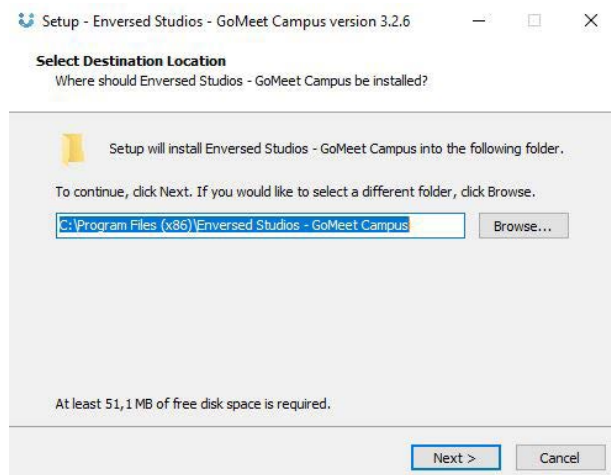 Setup - Enversed Studios - GoMeet Campus version 3.2.6
Select Destination Location
Where should Enversed Studios - GoMeet Campus be installed?
Setup will install Enversed Studios - GoMeet Campus into the following folder.
To continue, click Next. If you would like to select a different folder, click Browse.
C:\Program Files (x86)\Enversed Studios - GoMeet Campus
Browse...
At least 51,1 MB of free disk space is required.
Next >
Cancel